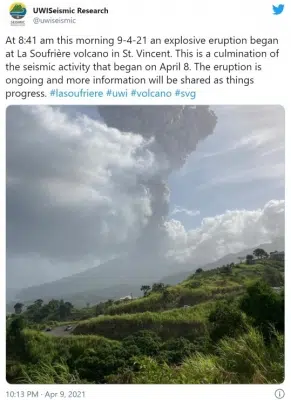 UWISeismic Research
@uwiseismic
At 8:41 am this morning 9-4-21 an explosive eruption began
at La Soufrière volcano in St. Vincent. This is a culmination of
the seismic activity that began on April 8. The eruption is
ongoing and more information will be shared as things
progress. #lasoufriere #uwi #volcano #svg
10:13 PM · Apr 9, 2021